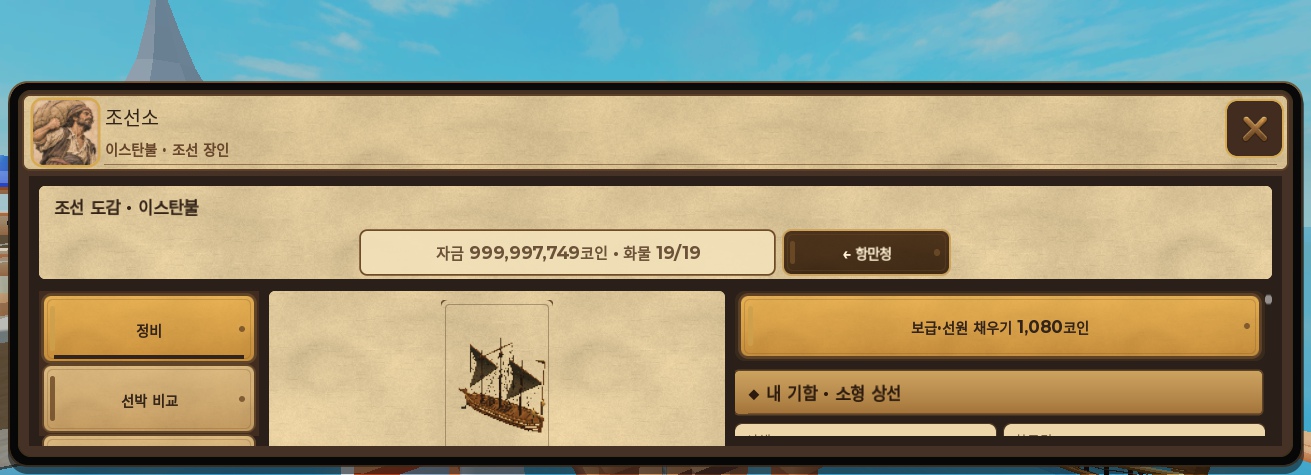 조선소
이스탄불 • 조선 장인
조선 도감 • 이스탄불
자금 999,997,749코인 • 화물 19/19
← 항만청
정비
선박 비교
보급•선원 채우기 1,080코인
◆ 내 기함 • 소형 상선